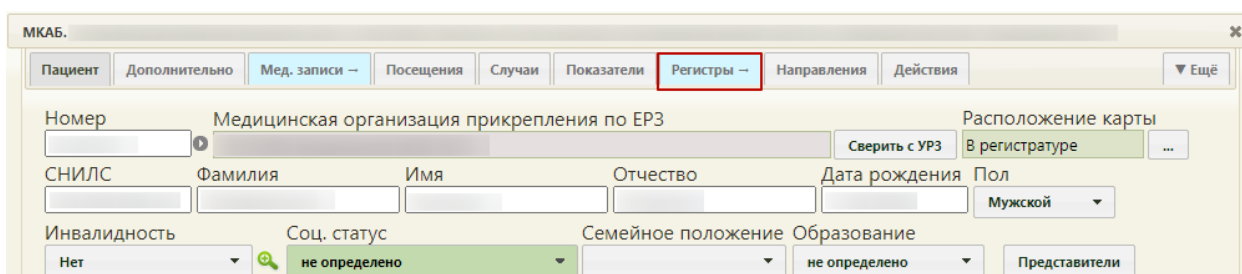 МКАБ.
Пациент Дополнительно Мед. записи → Посещения Случаи Показатели Регистры → Направления Действия ▼ Ещё
Номер Медицинская организация прикрепления по ЕРЗ Расположение карты
Сверить с УРЗ В регистратуре ...
СНИЛС Фамилия Имя Отчество Дата рождения Пол
Мужской
Инвалидность Соц. статус Семейное положение Образование
Нет не определено не определено Представители